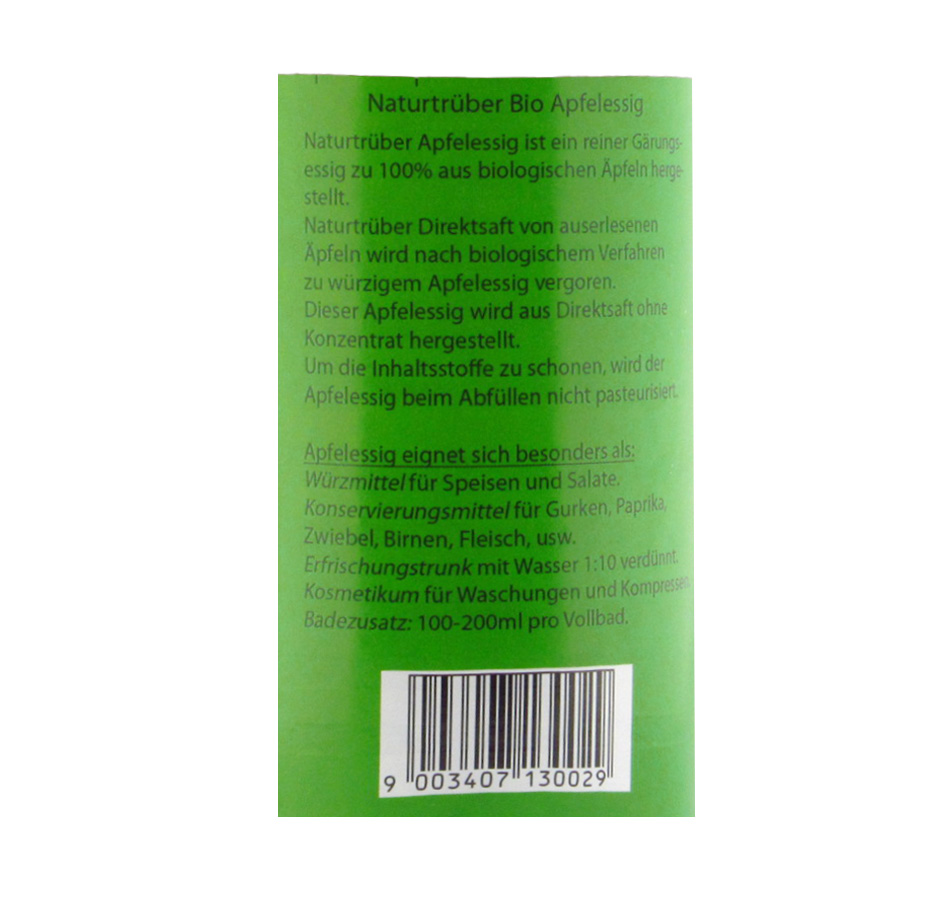 Naturtrüber Bio Apfelessig
Naturtrüber Apfelessig ist ein reiner Gärungs-
essig zu 100% aus biologischen Äpfeln herge-
stellt.
Naturtrüber Direktsaft von auserlesenen
Äpfeln wird nach biologischem Verfahren
zu würzigem Apfelessig vergoren.
Dieser Apfelessig wird aus Direktsaft ohne
Konzentrat hergestellt.
Um die Inhaltsstoffe zu schonen, wird der
Apfelessig beim Abfüllen nicht pasteurisiert.
Apfelessig eignet sich besonders als:
Würzmittel für Speisen und Salate.
Konservierungsmittel für Gurken, Paprika,
Zwiebel, Birnen, Fleisch, usw.
Erfrischungstrunk mit Wasser 1:10 verdünnt.
Kosmetikum für Waschungen und Kompressen.
Badezusatz: 100-200ml pro Vollbad.
9 003407 130029